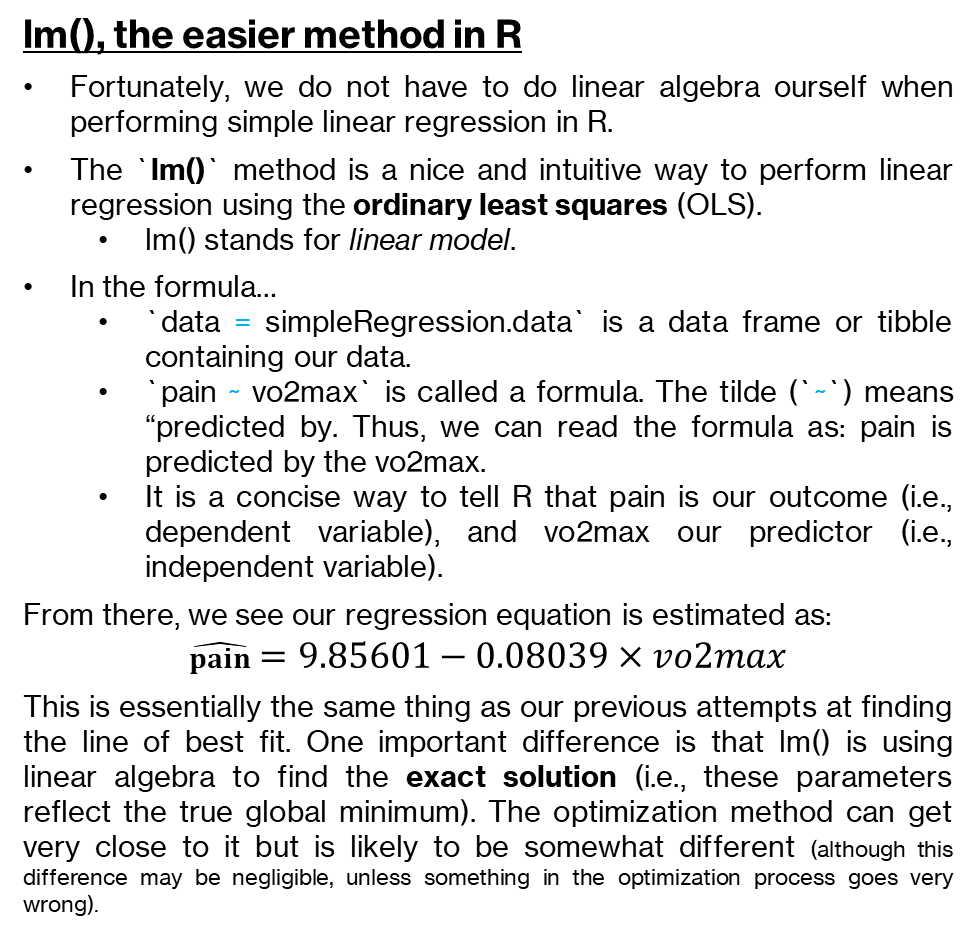 lm(), the easier method in R
• Fortunately, we do not have to do linear algebra ourself when
performing simple linear regression in R.
• The `lm()` method is a nice and intuitive way to perform linear
regression using the ordinary least squares (OLS).
• lm() stands for linear model.
• In the formula...
• `data = simpleRegression.data` is a data frame or tibble
containing our data.
• `pain ~ vo2max` is called a formula. The tilde (`~`) means
“predicted by. Thus, we can read the formula as: pain is
predicted by the vo2max.
• It is a concise way to tell R that pain is our outcome (i.e.,
dependent variable), and vo2max our predictor (i.e.,
independent variable).
From there, we see our regression equation is estimated as:
\widehat{pain} = 9.85601 − 0.08039 × vo2max
This is essentially the same thing as our previous attempts at finding
the line of best fit. One important difference is that lm() is using
linear algebra to find the exact solution (i.e., these parameters
reflect the true global minimum). The optimization method can get
very close to it but is likely to be somewhat different (although this
difference may be negligible, unless something in the optimization process goes very
wrong).